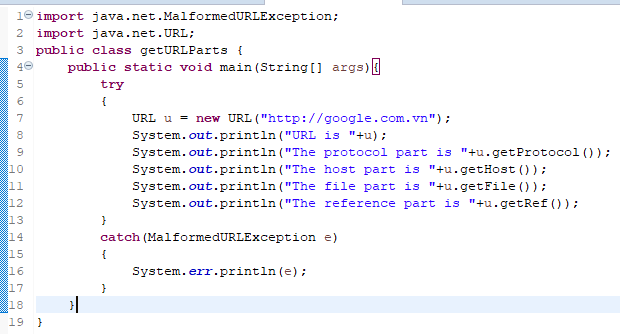 1 import java.net.MalformedURLException;
2 import java.net.URL;
3 public class getURLParts {
4     public static void main(String[] args){
5         try
6         {
7             URL u = new URL("http://google.com.vn");
8             System.out.println("URL is "+u);
9             System.out.println("The protocol part is "+u.getProtocol());
10             System.out.println("The host part is "+u.getHost());
11             System.out.println("The file part is "+u.getFile());
12             System.out.println("The reference part is "+u.getRef());
13         }
14         catch(MalformedURLException e)
15         {
16             System.err.println(e);
17         }
18     }
19 }